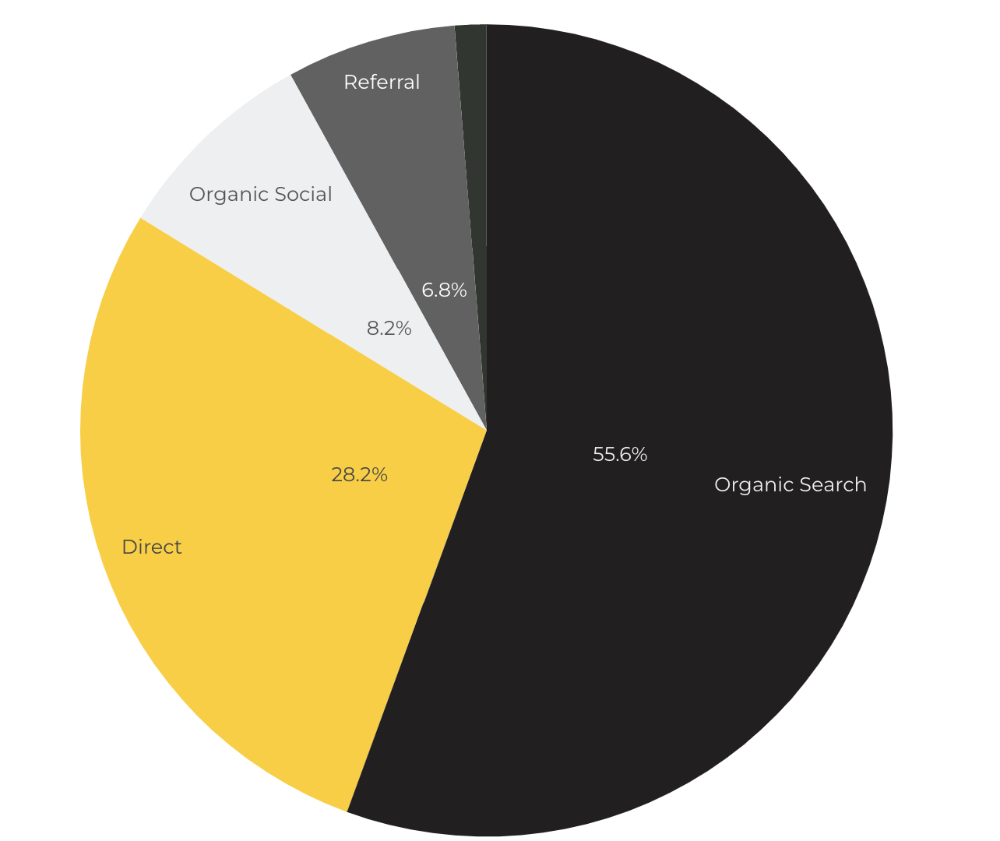 Referral
Organic Social
6.8%
8.2%
55.6%
28.2%
Organic Search
Direct